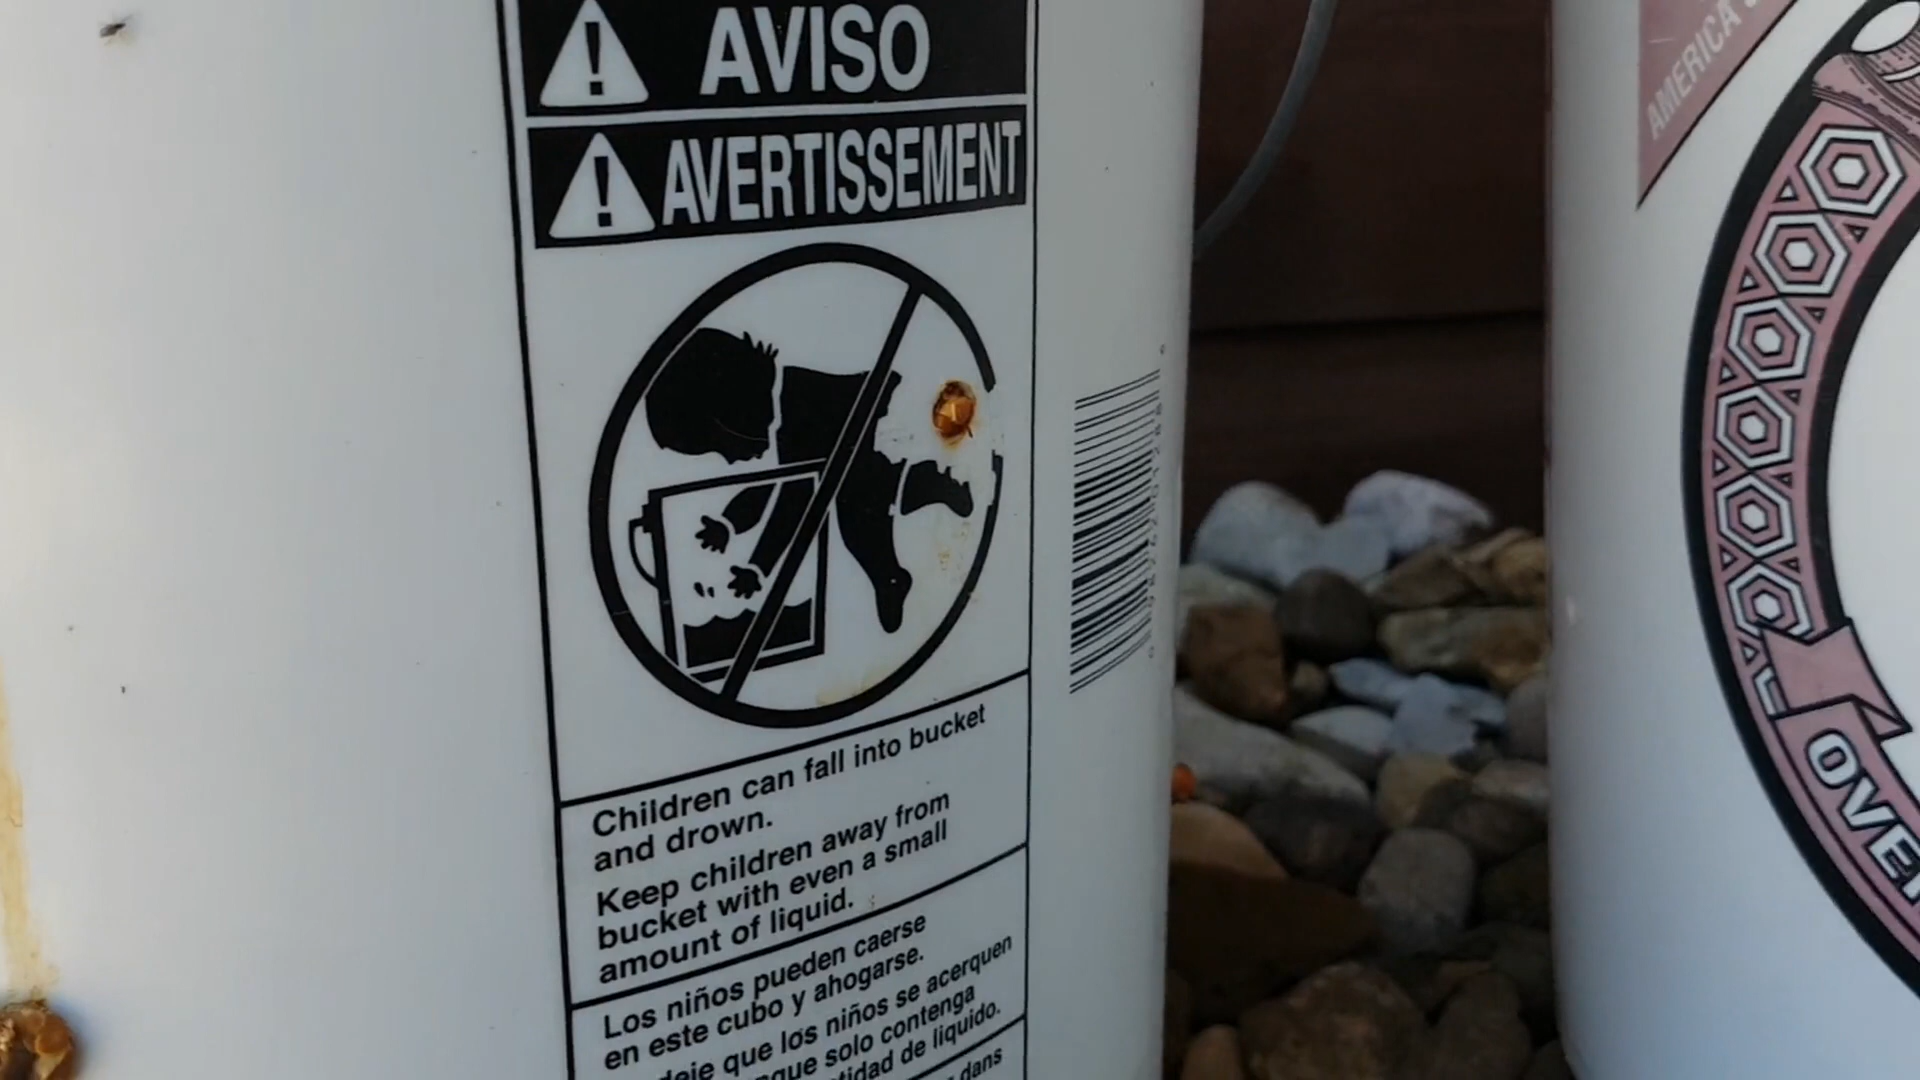 AVISO
AVERTISSEMENT
Children can fall into bucket
and drown.
Keep children away from
bucket with even a small
amount of liquid.
Los niños pueden caerse
en este cubo y ahogarse.
deje que los niños se acerquen
que solo contenga
de liquido.
dans
AMERICA
OVE